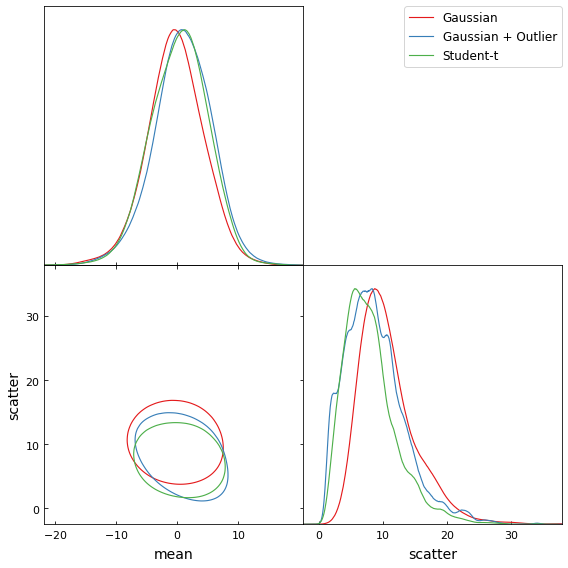 Gaussian
Gaussian + Outlier
Student-t
30
20
10
0
scatter
−20 −10 0 10
0 10 20 30
mean
scatter